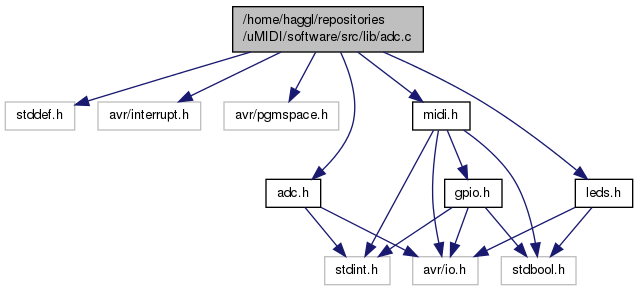 /home/haggl/repositories
/uMIDI/software/src/lib/adc.c
stddef.h
avr/interrupt.h
avr/pgmspace.h
midi.h
adc.h
gpio.h
leds.h
stdint.h
avr/io.h
stdbool.h